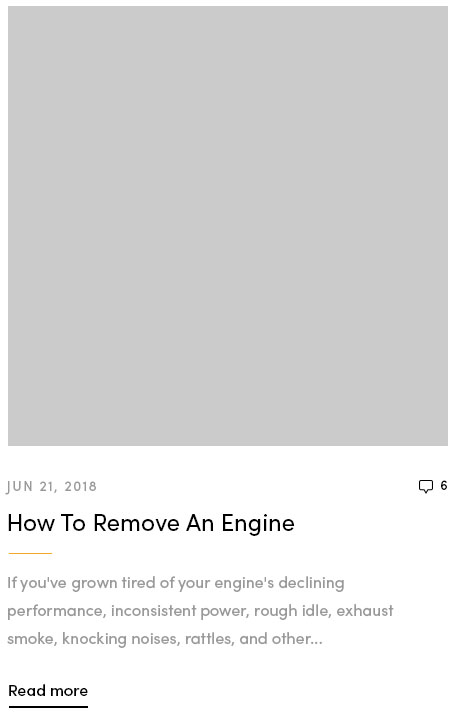 JUN 21, 2018 6
How To Remove An Engine
If you've grown tired of your engine's declining
performance, inconsistent power, rough idle, exhaust
smoke, knocking noises, rattles, and other...
Read more